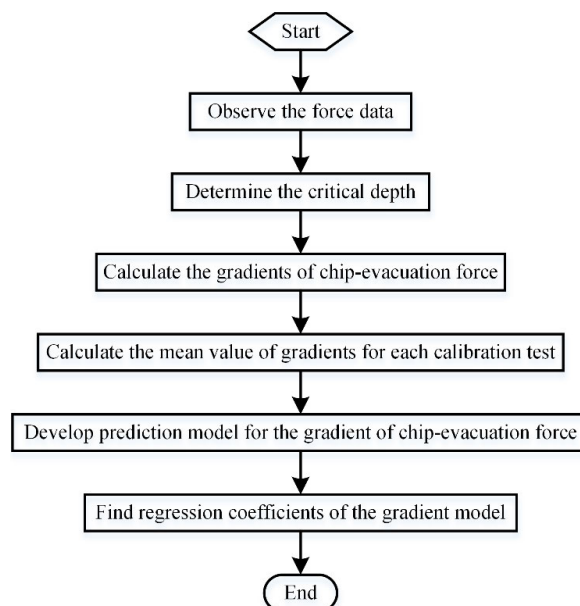 Start
Observe the force data
Determine the critical depth
Calculate the gradients of chip-evacuation force
Calculate the mean value of gradients for each calibration test
Develop prediction model for the gradient of chip-evacuation force
Find regression coefficients of the gradient model
End